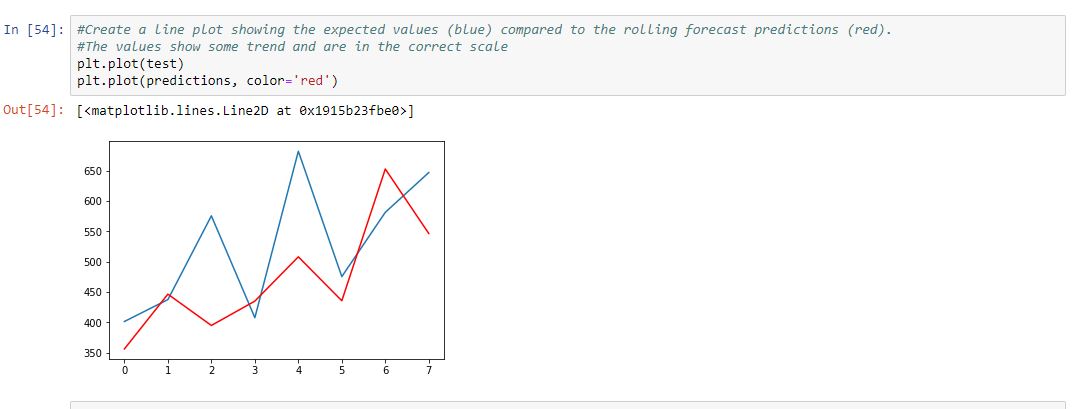 In [54]: #Create a line plot showing the expected values (blue) compared to the rolling forecast predictions (red).
#The values show some trend and are in the correct scale
plt.plot(test)
plt.plot(predictions, color='red')
Out[54]: [<matplotlib.lines.Line2D at 0x1915b23fbe0>]
650
600
550
500
450
400
350
0 1 2 3 4 5 6 7